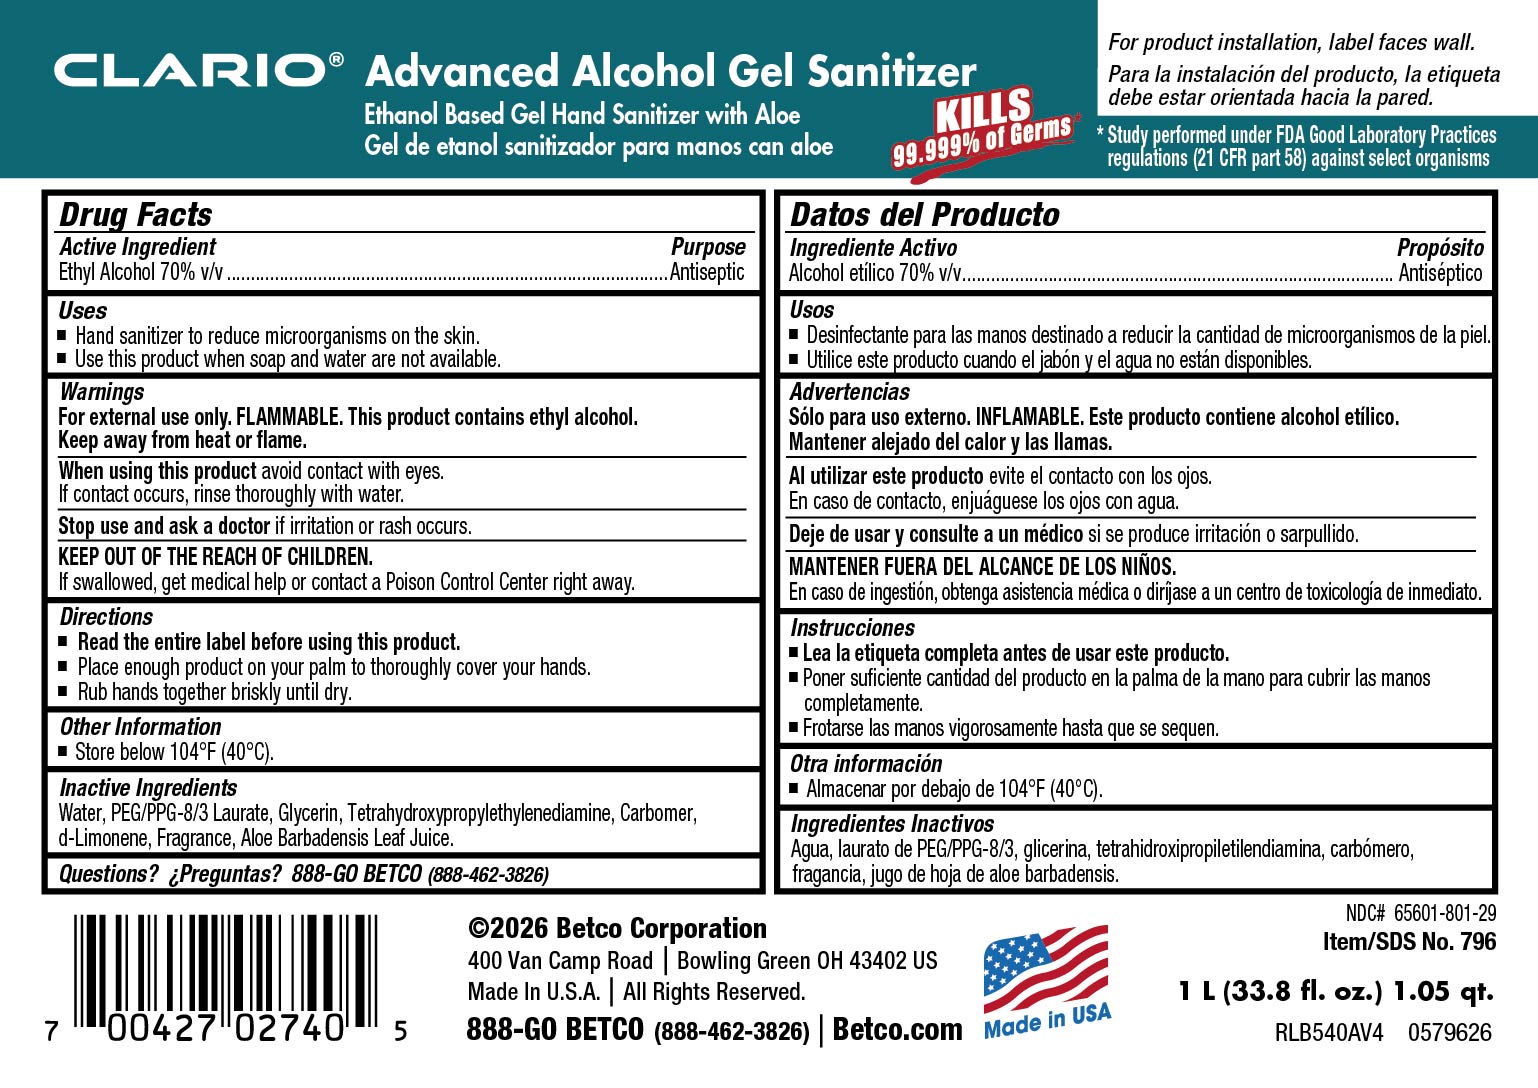 CLARIO® Advanced Alcohol Gel Sanitizer
Ethanol Based Gel Hand Sanitizer with Aloe
Gel de etanol sanitizador para manos can aloe
KILLS
99.999% of Germs*
For product installation, label faces wall.
Para la instalación del producto, la etiqueta
debe estar orientada hacia la pared.
* Study performed under FDA Good Laboratory Practices
regulations (21 CFR part 58) against select organisms
Drug Facts
Active Ingredient Purpose
Ethyl Alcohol 70% v/v........................................Antiseptic
Uses
▪ Hand sanitizer to reduce microorganisms on the skin.
▪ Use this product when soap and water are not available.
Warnings
For external use only. FLAMMABLE. This product contains ethyl alcohol.
Keep away from heat or flame.
When using this product avoid contact with eyes.
If contact occurs, rinse thoroughly with water.
Stop use and ask a doctor if irritation or rash occurs.
KEEP OUT OF THE REACH OF CHILDREN.
If swallowed, get medical help or contact a Poison Control Center right away.
Directions
▪ Read the entire label before using this product.
▪ Place enough product on your palm to thoroughly cover your hands.
▪ Rub hands together briskly until dry.
Other Information
▪ Store below 104°F (40°C).
Inactive Ingredients
Water, PEG/PPG-8/3 Laurate, Glycerin, Tetrahydroxypropylethylenediamine, Carbomer,
d-Limonene, Fragrance, Aloe Barbadensis Leaf Juice.
Questions? ¿Preguntas? 888-GO BETCO (888-462-3826)
Datos del Producto
Ingrediente Activo Propósito
Alcohol etílico 70% v/v........................................ Antiséptico
Usos
▪ Desinfectante para las manos destinado a reducir la cantidad de microorganismos de la piel.
▪ Utilice este producto cuando el jabón y el agua no están disponibles.
Advertencias
Sólo para uso externo. INFLAMABLE. Este producto contiene alcohol etílico.
Mantener alejado del calor y las llamas.
Al utilizar este producto evite el contacto con los ojos.
En caso de contacto, enjuáguese los ojos con agua.
Deje de usar y consulte a un médico si se produce irritación o sarpullido.
MANTENER FUERA DEL ALCANCE DE LOS NIÑOS.
En caso de ingestión, obtenga asistencia médica o diríjase a un centro de toxicología de inmediato.
Instrucciones
▪ Lea la etiqueta completa antes de usar este producto.
▪ Poner suficiente cantidad del producto en la palma de la mano para cubrir las manos
completamente.
▪ Frotarse las manos vigorosamente hasta que se sequen.
Otra información
▪ Almacenar por debajo de 104°F (40°C).
Ingredientes Inactivos
Agua, laurato de PEG/PPG-8/3, glicerina, tetrahidroxipropiletilendiamina, carbómero,
fragancia, jugo de hoja de aloe barbadensis.
7 00427 02740 5
©2026 Betco Corporation
400 Van Camp Road | Bowling Green OH 43402 US
Made In U.S.A. | All Rights Reserved.
888-GO BETCO (888-462-3826) | Betco.com
Made in USA
NDC# 65601-801-29
Item/SDS No. 796
1 L (33.8 fl. oz.) 1.05 qt.
RLB540AV4 0579626